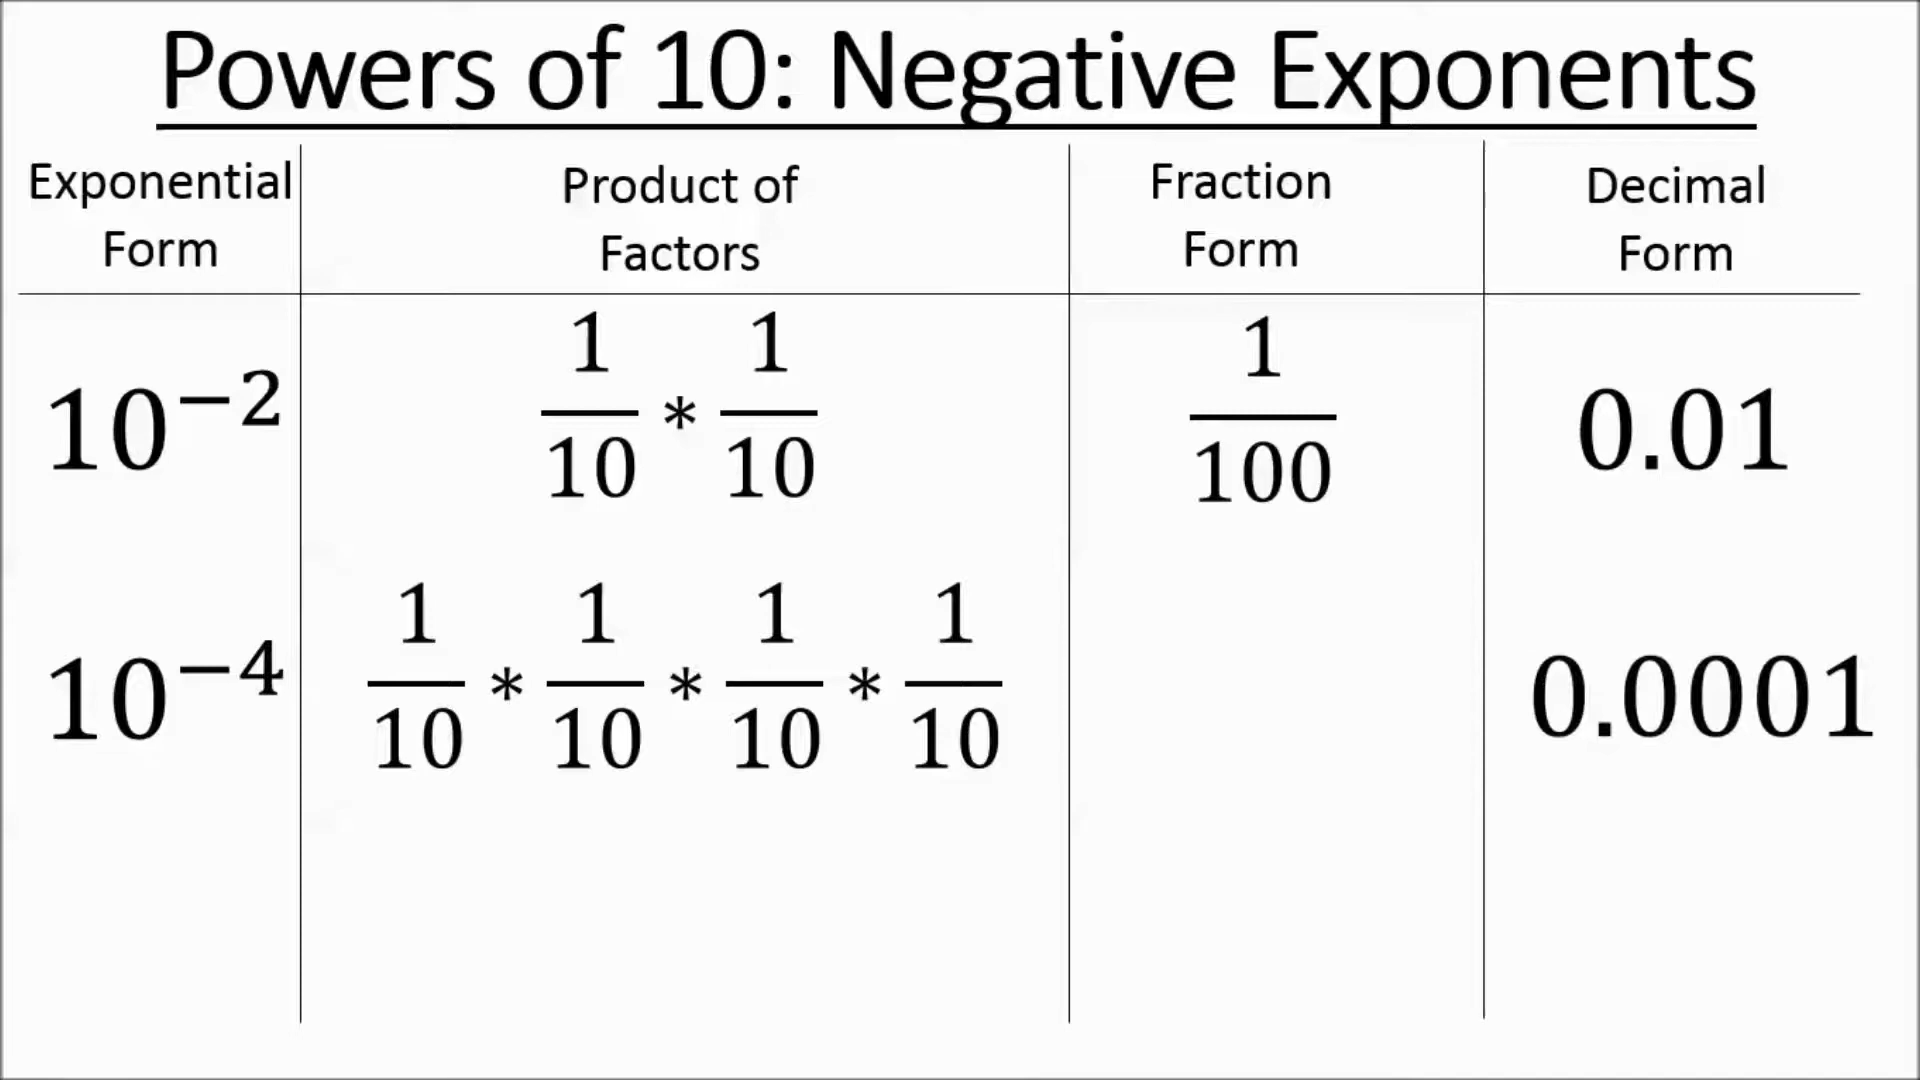 Powers of 10: Negative Exponents
Exponential Form
Product of Factors
Fraction Form
Decimal Form
10⁻²
1/10 * 1/10
1/100
0.01
10⁻⁴
1/10 * 1/10 * 1/10 * 1/10
0.0001